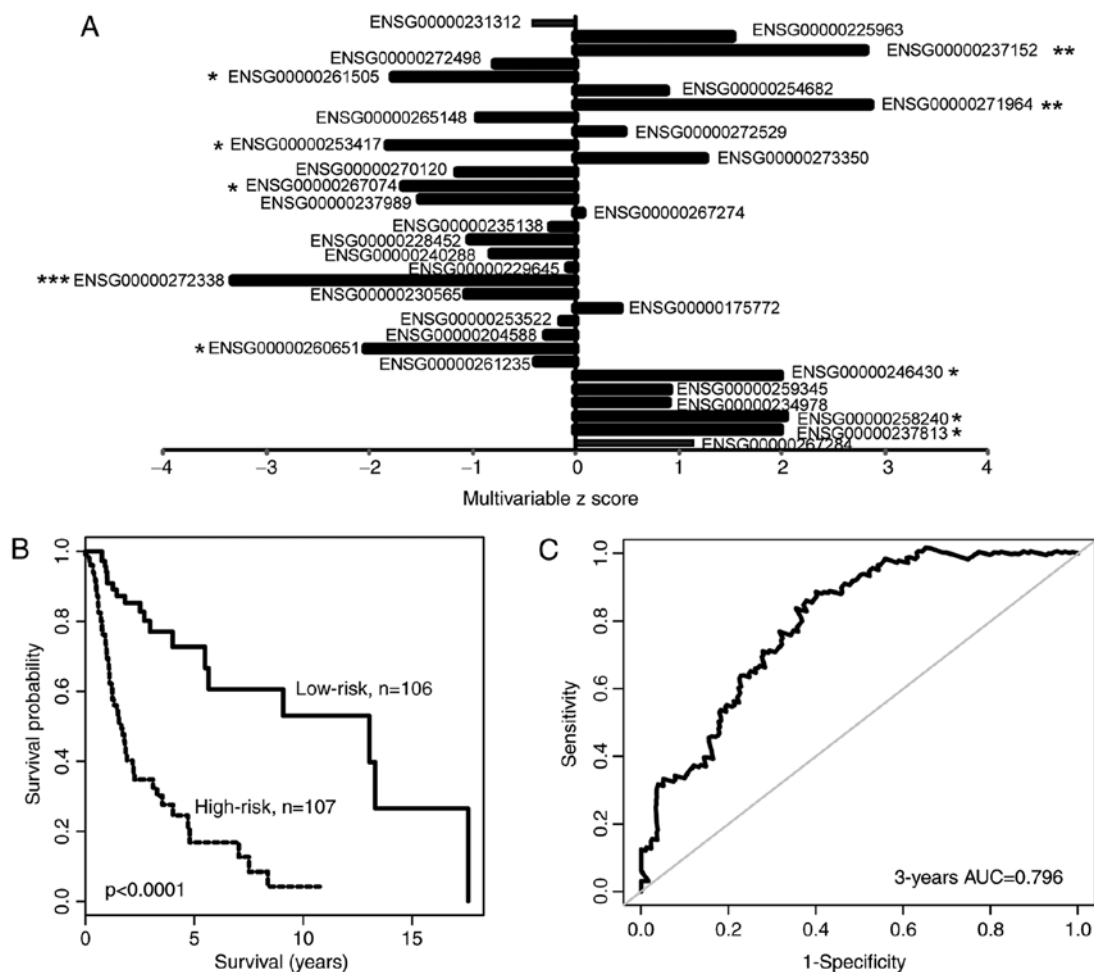 A
ENSG00000231312
ENSG00000225963
ENSG00000237152 **
ENSG00000272498
* ENSG00000261505
ENSG00000254682
ENSG00000271964 **
ENSG00000265148
ENSG00000272529
* ENSG00000253417
ENSG00000273350
ENSG00000270120
* ENSG00000267074
ENSG00000237989
ENSG00000267274
ENSG00000235138
ENSG00000228452
ENSG00000240288
ENSG00000229645
*** ENSG00000272338
ENSG00000230565
ENSG00000175772
ENSG00000253522
ENSG00000204588
* ENSG00000260651
ENSG00000261235
ENSG00000246430 *
ENSG00000259345
ENSG00000234978
ENSG00000258240 *
ENSG00000237813 *
ENSG00000267284
−4 −3 −2 −1 0 1 2 3 4
Multivariable z score
B
Survival probability
1.0
0.8
0.6
0.4
0.2
0.0
Low-risk, n=106
High-risk, n=107
p<0.0001
0 5 10 15
Survival (years)
C
Sensitivity
1.0
0.8
0.6
0.4
0.2
0.0
3-years AUC=0.796
0.0 0.2 0.4 0.6 0.8 1.0
1-Specificity